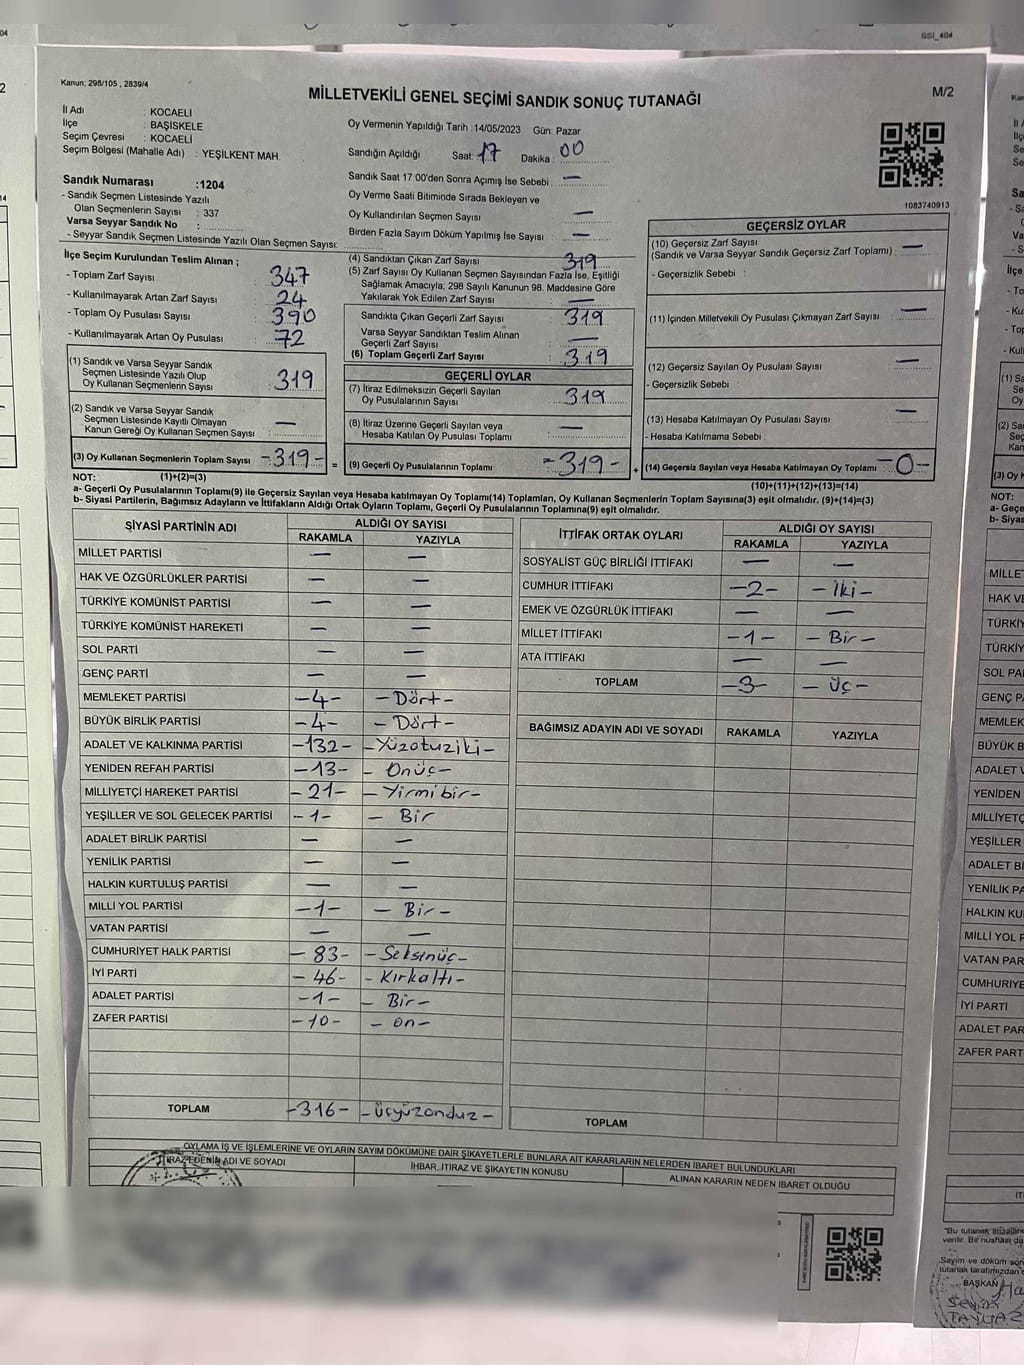 GSI_404
Kanun; 298/105 , 2839/4
MİLLETVEKİLİ GENEL SEÇİMİ SANDIK SONUÇ TUTANAĞI
M/2
İl Adı : KOCAELİ
İlçe : BAŞİSKELE
Seçim Çevresi : KOCAELİ
Seçim Bölgesi (Mahalle Adı) : YEŞİLKENT MAH.
Sandık Numarası :1204
- Sandık Seçmen Listesinde Yazılı
Olan Seçmenlerin Sayısı : 337
Varsa Seyyar Sandık No :
- Seyyar Sandık Seçmen Listesinde Yazılı Olan Seçmen Sayısı:
Oy Vermenin Yapıldığı Tarih :14/05/2023 Gün: Pazar
Sandığın Açıldığı Saat: 17 Dakika : 00
Sandık Saat 17:00'den Sonra Açımış İse Sebebi : —
Oy Verme Saati Bitiminde Sırada Bekleyen ve
Oy Kullandırılan Seçmen Sayısı —
Birden Fazla Sayım Döküm Yapılmış İse Sayısı : —
1083740913
İlçe Seçim Kurulundan Teslim Alınan ;
- Toplam Zarf Sayısı : 347
- Kullanılmayarak Artan Zarf Sayısı : 24
- Toplam Oy Pusulası Sayısı : 390
- Kullanılmayarak Artan Oy Pusulası : 72
(1) Sandık ve Varsa Seyyar Sandık
Seçmen Listesinde Yazılı Olup
Oy Kullanan Seçmenlerin Sayısı : 319
(2) Sandık ve Varsa Seyyar Sandık
Seçmen Listesinde Kayıtlı Olmayan
Kanun Gereği Oy Kullanan Seçmen Sayısı : —
(3) Oy Kullanan Seçmenlerin Toplam Sayısı -319-
(4) Sandıktan Çıkan Zarf Sayısı : 319
(5) Zarf Sayısı Oy Kullanan Seçmen Sayısından Fazla İse, Eşitliği
Sağlamak Amacıyla; 298 Sayılı Kanunun 98. Maddesine Göre
Yakılarak Yok Edilen Zarf Sayısı : —
Sandıkta Çıkan Geçerli Zarf Sayısı : 319
Varsa Seyyar Sandıktan Teslim Alınan
Geçerli Zarf Sayısı : —
(6) Toplam Geçerli Zarf Sayısı : 319
GEÇERLİ OYLAR
(7) İtiraz Edilmeksizin Geçerli Sayılan
Oy Pusulalarının Sayısı : 319
(8) İtiraz Üzerine Geçerli Sayılan veya
Hesaba Katılan Oy Pusulası Toplamı : —
= (9) Geçerli Oy Pusulalarının Toplamı : -319-
GEÇERSİZ OYLAR
(10) Geçersiz Zarf Sayısı
(Sandık ve Varsa Seyyar Sandık Geçersiz Zarf Toplamı) : —
- Geçersizlik Sebebi :
(11) İçinden Milletvekili Oy Pusulası Çıkmayan Zarf Sayısı : —
(12) Geçersiz Sayılan Oy Pusulası Sayısı : —
- Geçersizlik Sebebi :
(13) Hesaba Katılmayan Oy Pusulası Sayısı : —
- Hesaba Katılmama Sebebi :
+ (14) Geçersiz Sayılan veya Hesaba Katılmayan Oy Toplamı : -0-
NOT: (1)+(2)=(3)
(10)+(11)+(12)+(13)=(14)
a- Geçerli Oy Pusulalarının Toplamı(9) ile Geçersiz Sayılan veya Hesaba katılmayan Oy Toplamı(14) Toplamları, Oy Kullanan Seçmenlerin Toplam Sayısına(3) eşit olmalıdır. (9)+(14)=(3)
b- Siyasi Partilerin, Bağımsız Adayların ve İttifakların Aldığı Ortak Oyların Toplamı, Geçerli Oy Pusulalarının Toplamına(9) eşit olmalıdır.
ŞİYASİ PARTİNİN ADI ALDIĞI OY SAYISI
RAKAMLA YAZIYLA
MİLLET PARTİSİ — —
HAK VE ÖZGÜRLÜKLER PARTİSİ — —
TÜRKİYE KOMÜNİST PARTİSİ — —
TÜRKİYE KOMÜNİST HAREKETİ — —
SOL PARTİ — —
GENÇ PARTİ — —
MEMLEKET PARTİSİ -4- -Dört-
BÜYÜK BİRLİK PARTİSİ -4- -Dört-
ADALET VE KALKINMA PARTİSİ -132- -Yüzotuziki-
YENİDEN REFAH PARTİSİ -13- - Onüç-
MİLLİYETÇİ HAREKET PARTİSİ -21- -Yirmibir-
YEŞİLLER VE SOL GELECEK PARTİSİ -1- - Bir
ADALET BİRLİK PARTİSİ — —
YENİLİK PARTİSİ — —
HALKIN KURTULUŞ PARTİSİ — —
MİLLİ YOL PARTİSİ -1- - Bir-
VATAN PARTİSİ — —
CUMHURİYET HALK PARTİSİ - 83- -Seksenüç-
İYİ PARTİ - 46- -Kırkaltı-
ADALET PARTİSİ -1- - Bir-
ZAFER PARTİSİ -10- - on-
TOPLAM -316- -üçyüzonduz-
İTTİFAK ORTAK OYLARI ALDIĞI OY SAYISI
RAKAMLA YAZIYLA
SOSYALİST GÜÇ BİRLİĞİ İTTİFAKI — —
CUMHUR İTTİFAKI -2- - İki-
EMEK VE ÖZGÜRLÜK İTTİFAKI — —
MİLLET İTTİFAKI -1- - Bir-
ATA İTTİFAKI — —
TOPLAM -3- - Üç-
BAĞIMSIZ ADAYIN ADI VE SOYADI RAKAMLA YAZIYLA
TOPLAM
OYLAMA İŞ VE İŞLEMLERİNE VE OYLARIN SAYIM DÖKÜMÜNE DAİR ŞİKAYETLERLE BUNLARA AİT KARARLARIN NELERDEN İBARET BULUNDUKLARI
İTİRAZ EDENİN ADI VE SOYADI İHBAR, İTİRAZ VE ŞİKAYETİN KONUSU ALINAN KARARIN NEDEN İBARET OLDUĞU